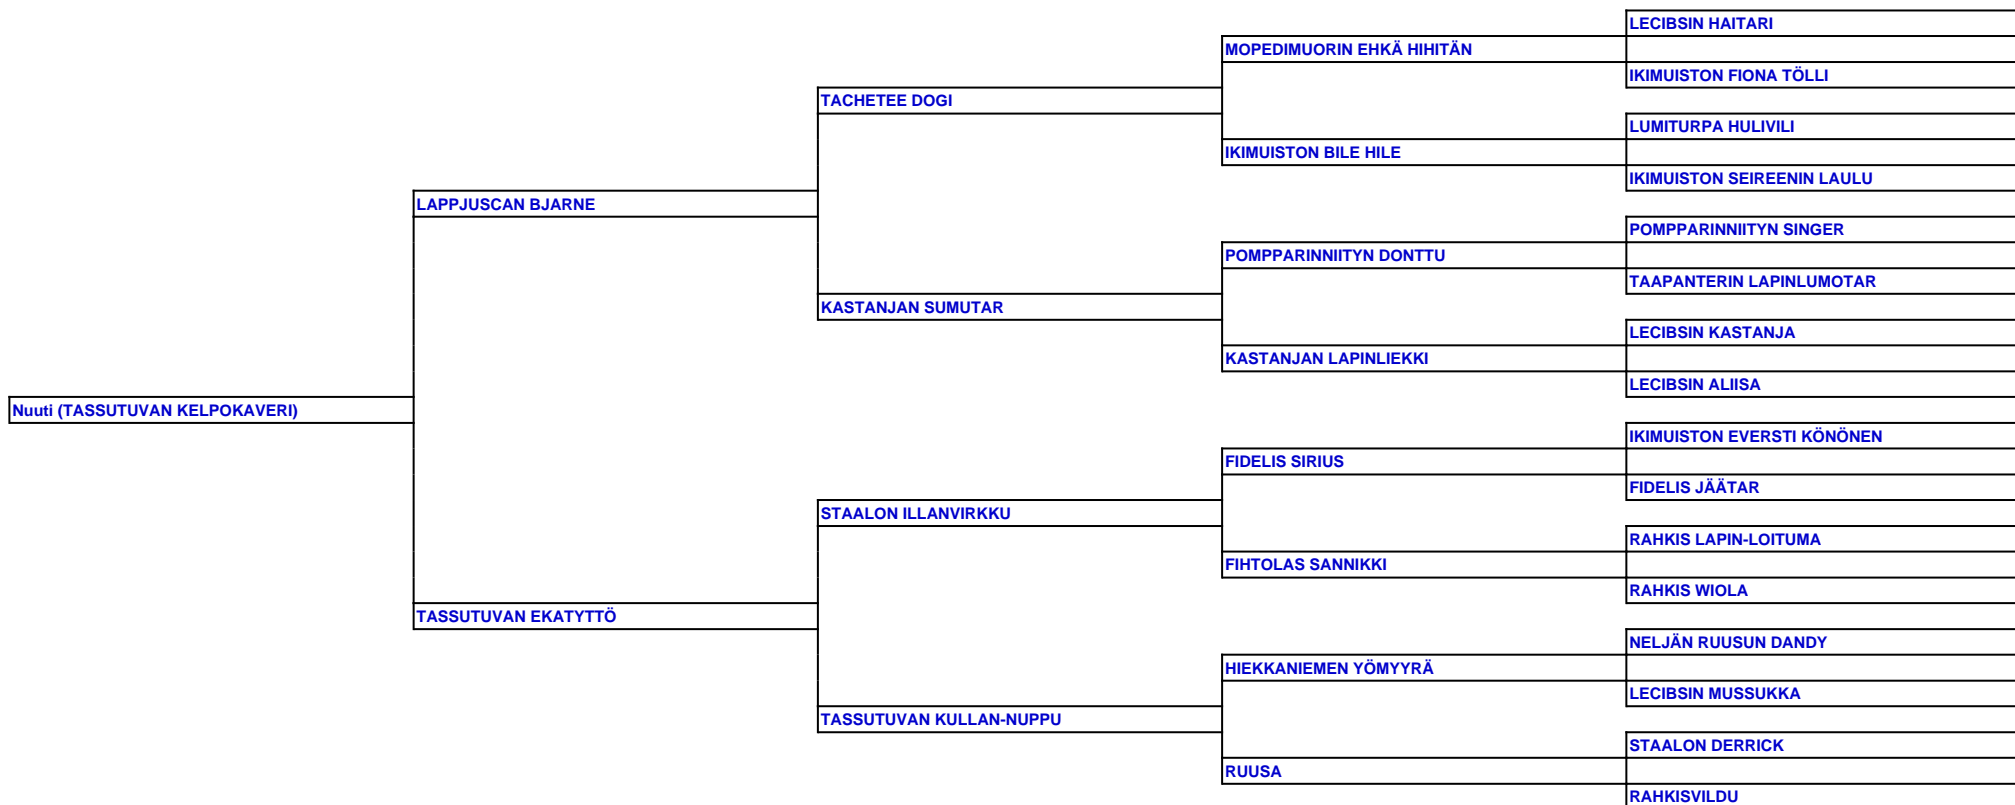 LECIBSIN HAITARI
MOPEDIMUORIN EHKÄ HIHITÄN
IKIMUISTON FIONA TÖLLI
TACHETEE DOGI
LUMITURPA HULIVILI
IKIMUISTON BILE HILE
IKIMUISTON SEIREENIN LAULU
LAPPJUSCAN BJARNE
POMPPARINNIITYN SINGER
POMPPARINNIITYN DONTTU
TAAPANTERIN LAPINLUMOTAR
KASTANJAN SUMUTAR
LECIBSIN KASTANJA
KASTANJAN LAPINLIEKKI
LECIBSIN ALIISA
Nuuti (TASSUTUVAN KELPOKAVERI)
IKIMUISTON EVERSTI KÖNÖNEN
FIDELIS SIRIUS
FIDELIS JÄÄTAR
STAALON ILLANVIRKKU
RAHKIS LAPIN-LOITUMA
FIHTOLAS SANNIKKI
RAHKIS WIOLA
TASSUTUVAN EKATYTTÖ
NELJÄN RUUSUN DANDY
HIEKKANIEMEN YÖMYYRÄ
LECIBSIN MUSSUKKA
TASSUTUVAN KULLAN-NUPPU
STAALON DERRICK
RUUSA
RAHKISVILDU